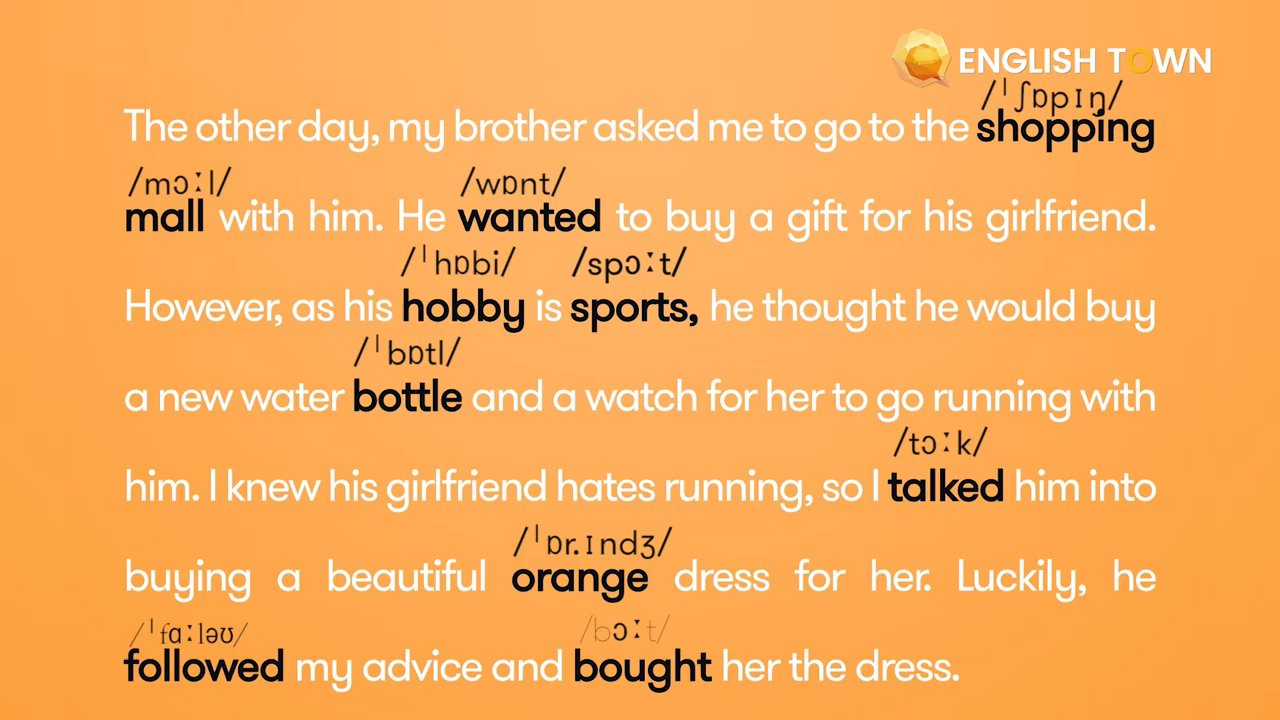 ENGLISH TOWN
/ˈʃɒpɪŋ/
The other day, my brother asked me to go to the shopping
/mɔːl/ /wɒnt/
mall with him. He wanted to buy a gift for his girlfriend.
/ˈhɒbi/ /spɔːt/
However, as his hobby is sports, he thought he would buy
/ˈbɒtl/
a new water bottle and a watch for her to go running with
/tɔːk/
him. I knew his girlfriend hates running, so I talked him into
/ˈɒr.ɪndʒ/
buying a beautiful orange dress for her. Luckily, he
/ˈfɑːləʊ/ /bɔːt/
followed my advice and bought her the dress.